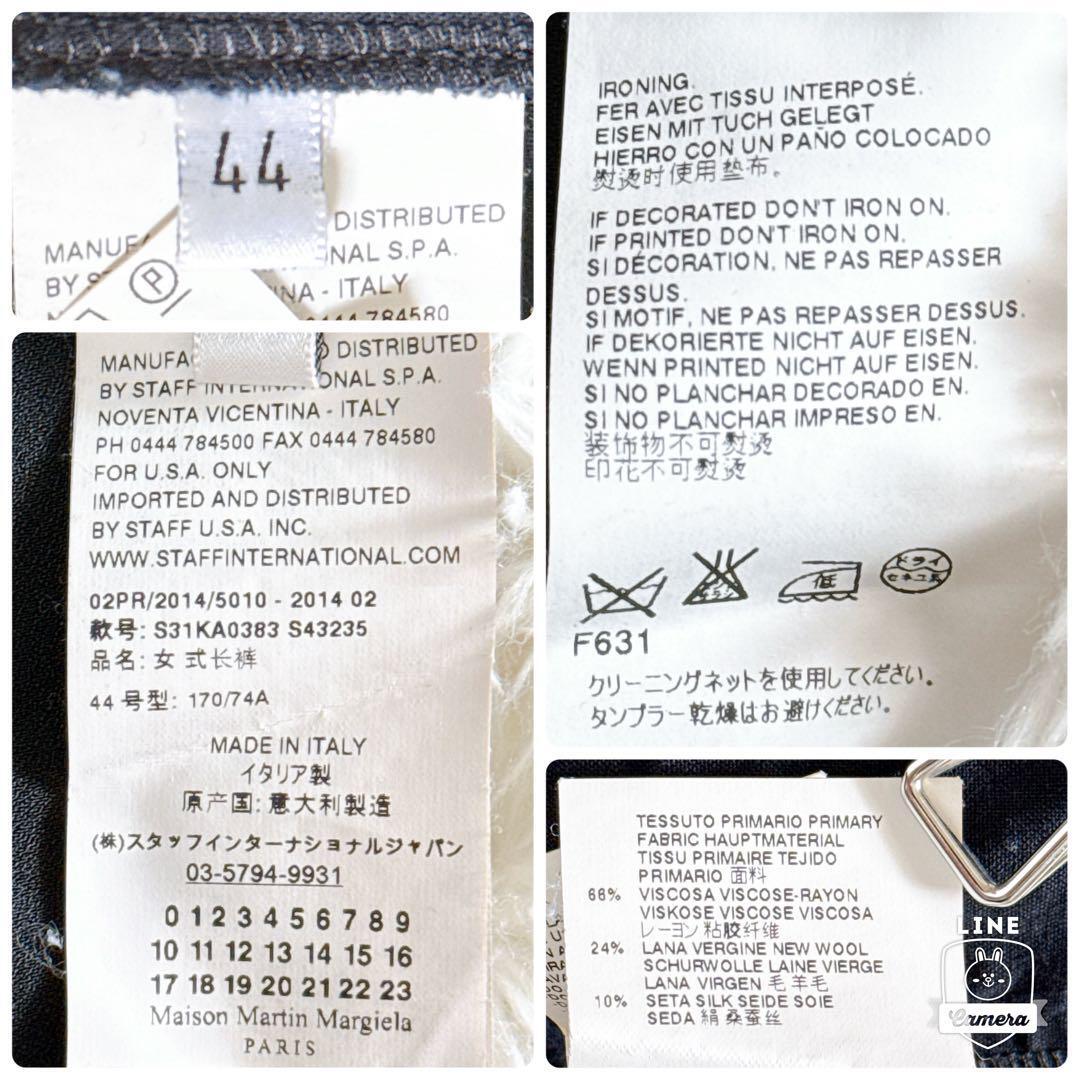 44
MANUF DISTRIBUTED
BY S NAL S.P.A.
P
NA - ITALY
444 784580
MANUFA D DISTRIBUTED
BY STAFF INTERNATIONAL S.P.A.
NOVENTA VICENTINA - ITALY
PH 0444 784500 FAX 0444 784580
FOR U.S.A. ONLY
IMPORTED AND DISTRIBUTED
BY STAFF U.S.A. INC.
WWW.STAFFINTERNATIONAL.COM
02PR/2014/5010 - 2014 02
款号: S31KA0383 S43235
品名: 女 式长裤
44 号型: 170/74A
MADE IN ITALY
イタリア製
原产国: 意大利製造
(株)スタッフインターナショナルジャパン
03-5794-9931
0 1 2 3 4 5 6 7 8 9
10 11 12 13 14 15 16
17 18 19 20 21 22 23
Maison Martin Margiela
PARIS
IRONING.
FER AVEC TISSU INTERPOSÉ.
EISEN MIT TUCH GELEGT
HIERRO CON UN PAÑO COLOCADO
熨烫时使用垫布。
IF DECORATED DON'T IRON ON.
IF PRINTED DON'T IRON ON.
SI DÉCORATION, NE PAS REPASSER
DESSUS.
SI MOTIF, NE PAS REPASSER DESSUS.
IF DEKORIERTE NICHT AUF EISEN.
WENN PRINTED NICHT AUF EISEN.
SI NO PLANCHAR DECORADO EN.
SI NO PLANCHAR IMPRESO EN.
装饰物不可熨烫
印花不可熨烫
低
ドライ
セキユ系
F631
クリーニングネットを使用してください。
タンブラー乾燥はお避けください。
TESSUTO PRIMARIO PRIMARY
FABRIC HAUPTMATERIAL
TISSU PRIMAIRE TEJIDO
PRIMARIO 面料
66% VISCOSA VISCOSE-RAYON
VISKOSE VISCOSE VISCOSA
レーヨン 粘胶纤维
24% LANA VERGINE NEW WOOL
SCHURWOLLE LAINE VIERGE
LANA VIRGEN 毛 羊毛
10% SETA SILK SEIDE SOIE
SEDA 絹 桑蚕丝
LINE
Camera